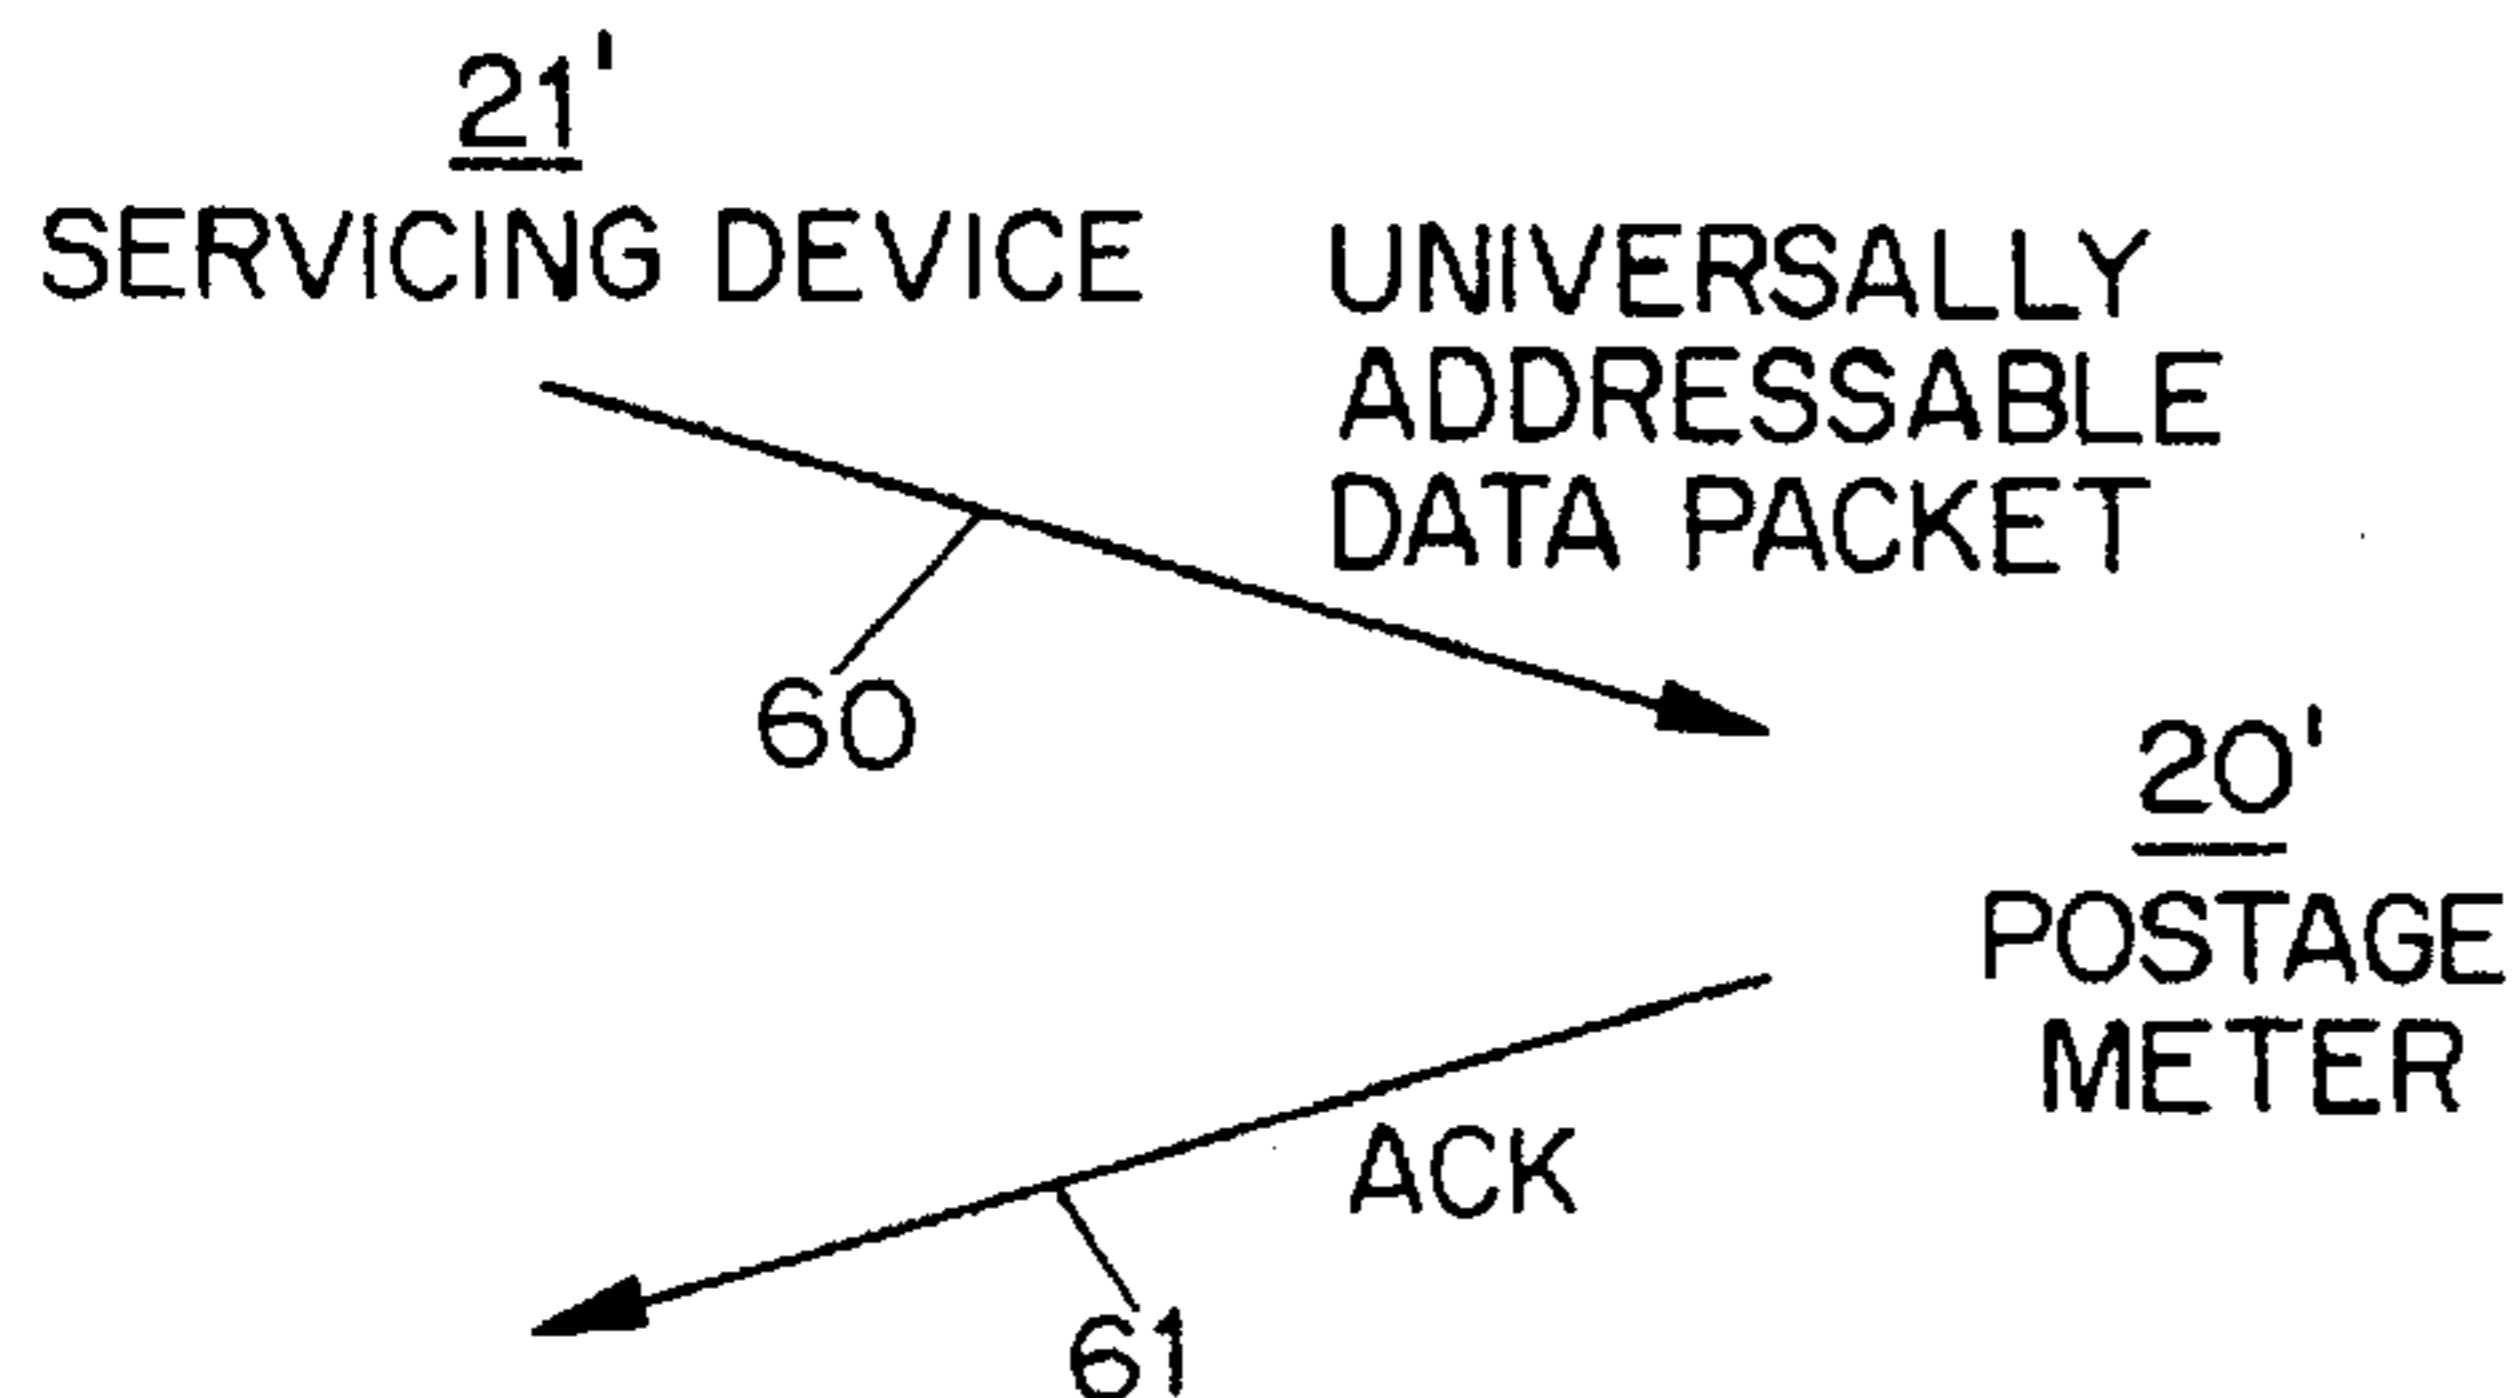 21'
SERVICING DEVICE
UNIVERSALLY
ADDRESSABLE
DATA PACKET
60
20'
POSTAGE
METER
ACK
61